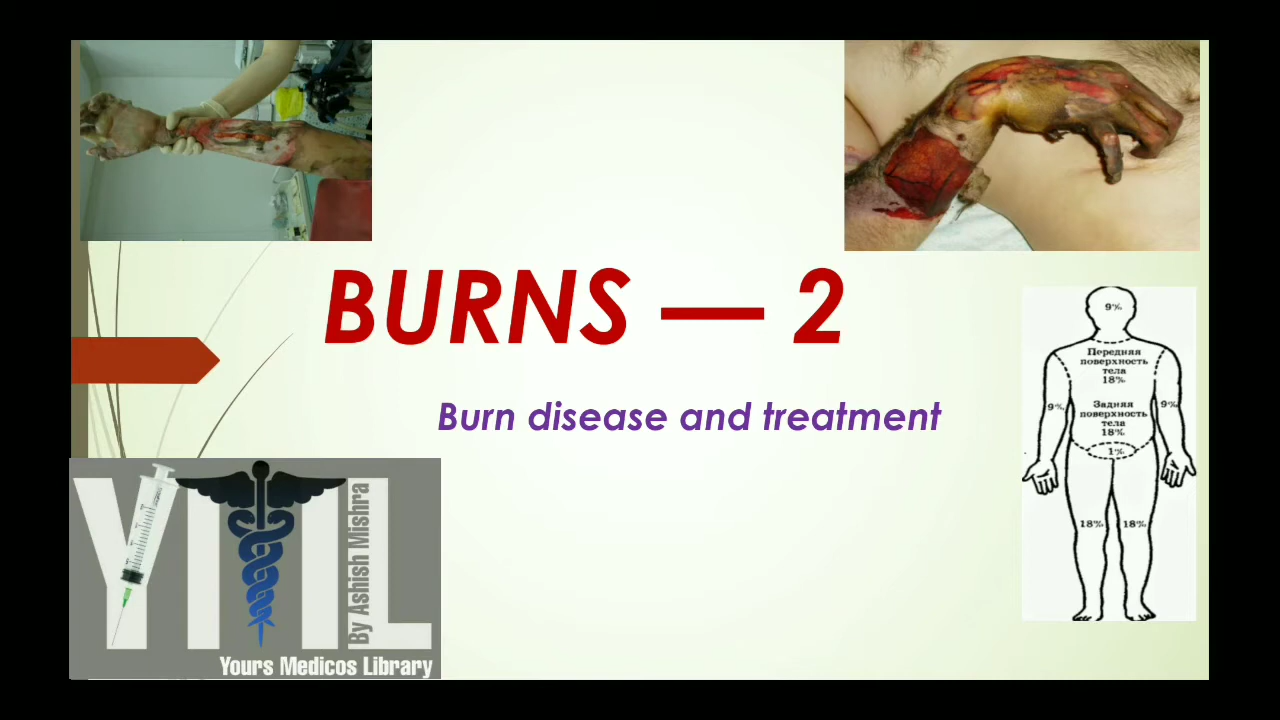 BURNS — 2
Burn disease and treatment
9%
Передняя
поверхность
тела
18%
9%
9%
Задняя
поверхность
тела
18%
1%
18%
18%
YML
By Ashish Mishra
Yours Medicos Library